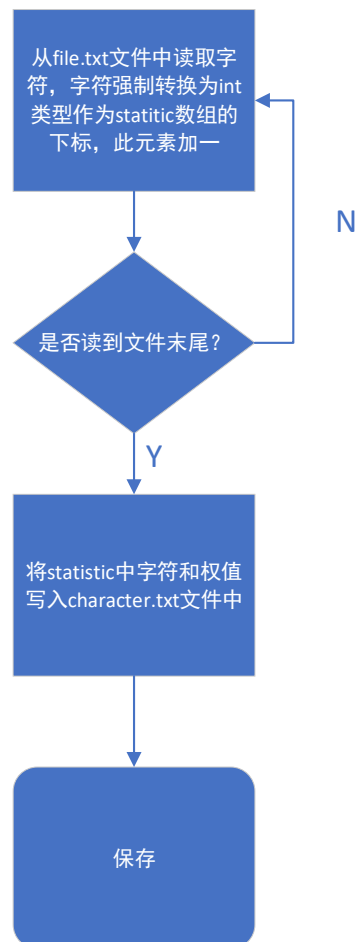 从file.txt文件中读取字
符，字符强制转换为int
类型作为statitic数组的
下标，此元素加一
N
是否读到文件末尾？
Y
将statistic中字符和权值
写入character.txt文件中
保存